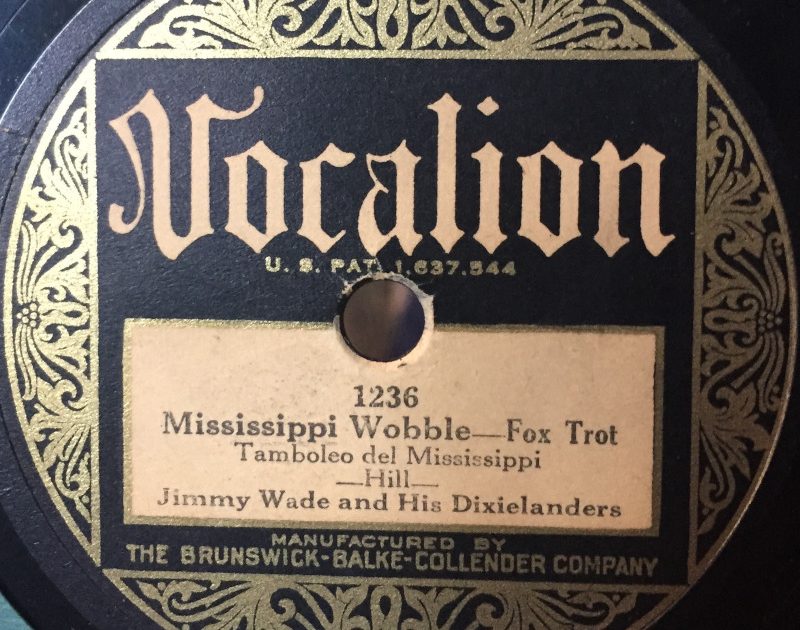 Vocalion
U. S. PAT. 1,637,544
1236
Mississippi Wobble—Fox Trot
Tamboleo del Mississippi
—Hill—
Jimmy Wade and His Dixielanders
MANUFACTURED BY
THE BRUNSWICK-BALKE-COLLENDER COMPANY